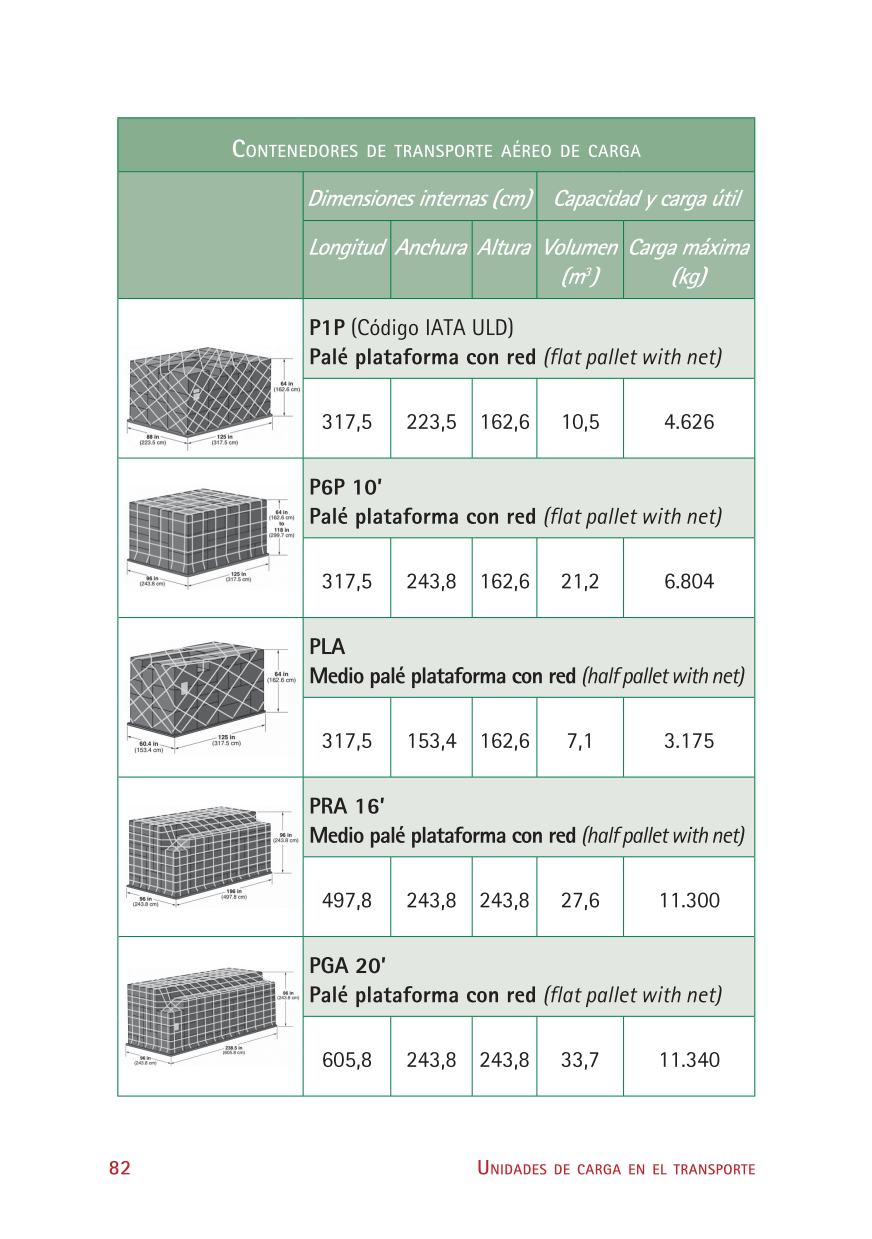 CONTENEDORES DE TRANSPORTE AÉREO DE CARGA
Dimensiones internas (cm) Capacidad y carga útil
Longitud Anchura Altura Volumen (m³) Carga máxima (kg)
P1P (Código IATA ULD)
Palé plataforma con red (flat pallet with net)
64 in
(162.6 cm)
88 in
(223.5 cm)
125 in
(317.5 cm)
317,5 223,5 162,6 10,5 4.626
P6P 10’
Palé plataforma con red (flat pallet with net)
64 in
(162.6 cm)
to
118 in
(299.7 cm)
96 in
(243.8 cm)
125 in
(317.5 cm)
317,5 243,8 162,6 21,2 6.804
PLA
Medio palé plataforma con red (half pallet with net)
64 in
(162.6 cm)
60.4 in
(153.4 cm)
125 in
(317.5 cm)
317,5 153,4 162,6 7,1 3.175
PRA 16’
Medio palé plataforma con red (half pallet with net)
96 in
(243.8 cm)
96 in
(243.8 cm)
196 in
(497.8 cm)
497,8 243,8 243,8 27,6 11.300
PGA 20’
Palé plataforma con red (flat pallet with net)
96 in
(243.8 cm)
96 in
(243.8 cm)
238.5 in
(605.8 cm)
605,8 243,8 243,8 33,7 11.340
82 UNIDADES DE CARGA EN EL TRANSPORTE